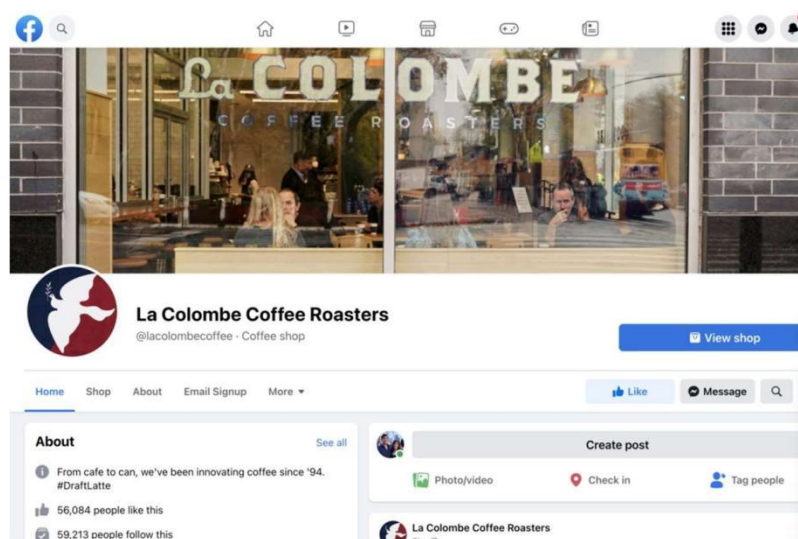 La COLOMBE
COFFEE ROASTERS
La Colombe Coffee Roasters
@lacolombecoffee · Coffee shop
View shop
Home Shop About Email Signup More
Like Message
About See all
From cafe to can, we've been innovating coffee since '94.
#DraftLatte
56,084 people like this
59,213 people follow this
Create post
Photo/video Check in Tag people
La Colombe Coffee Roasters